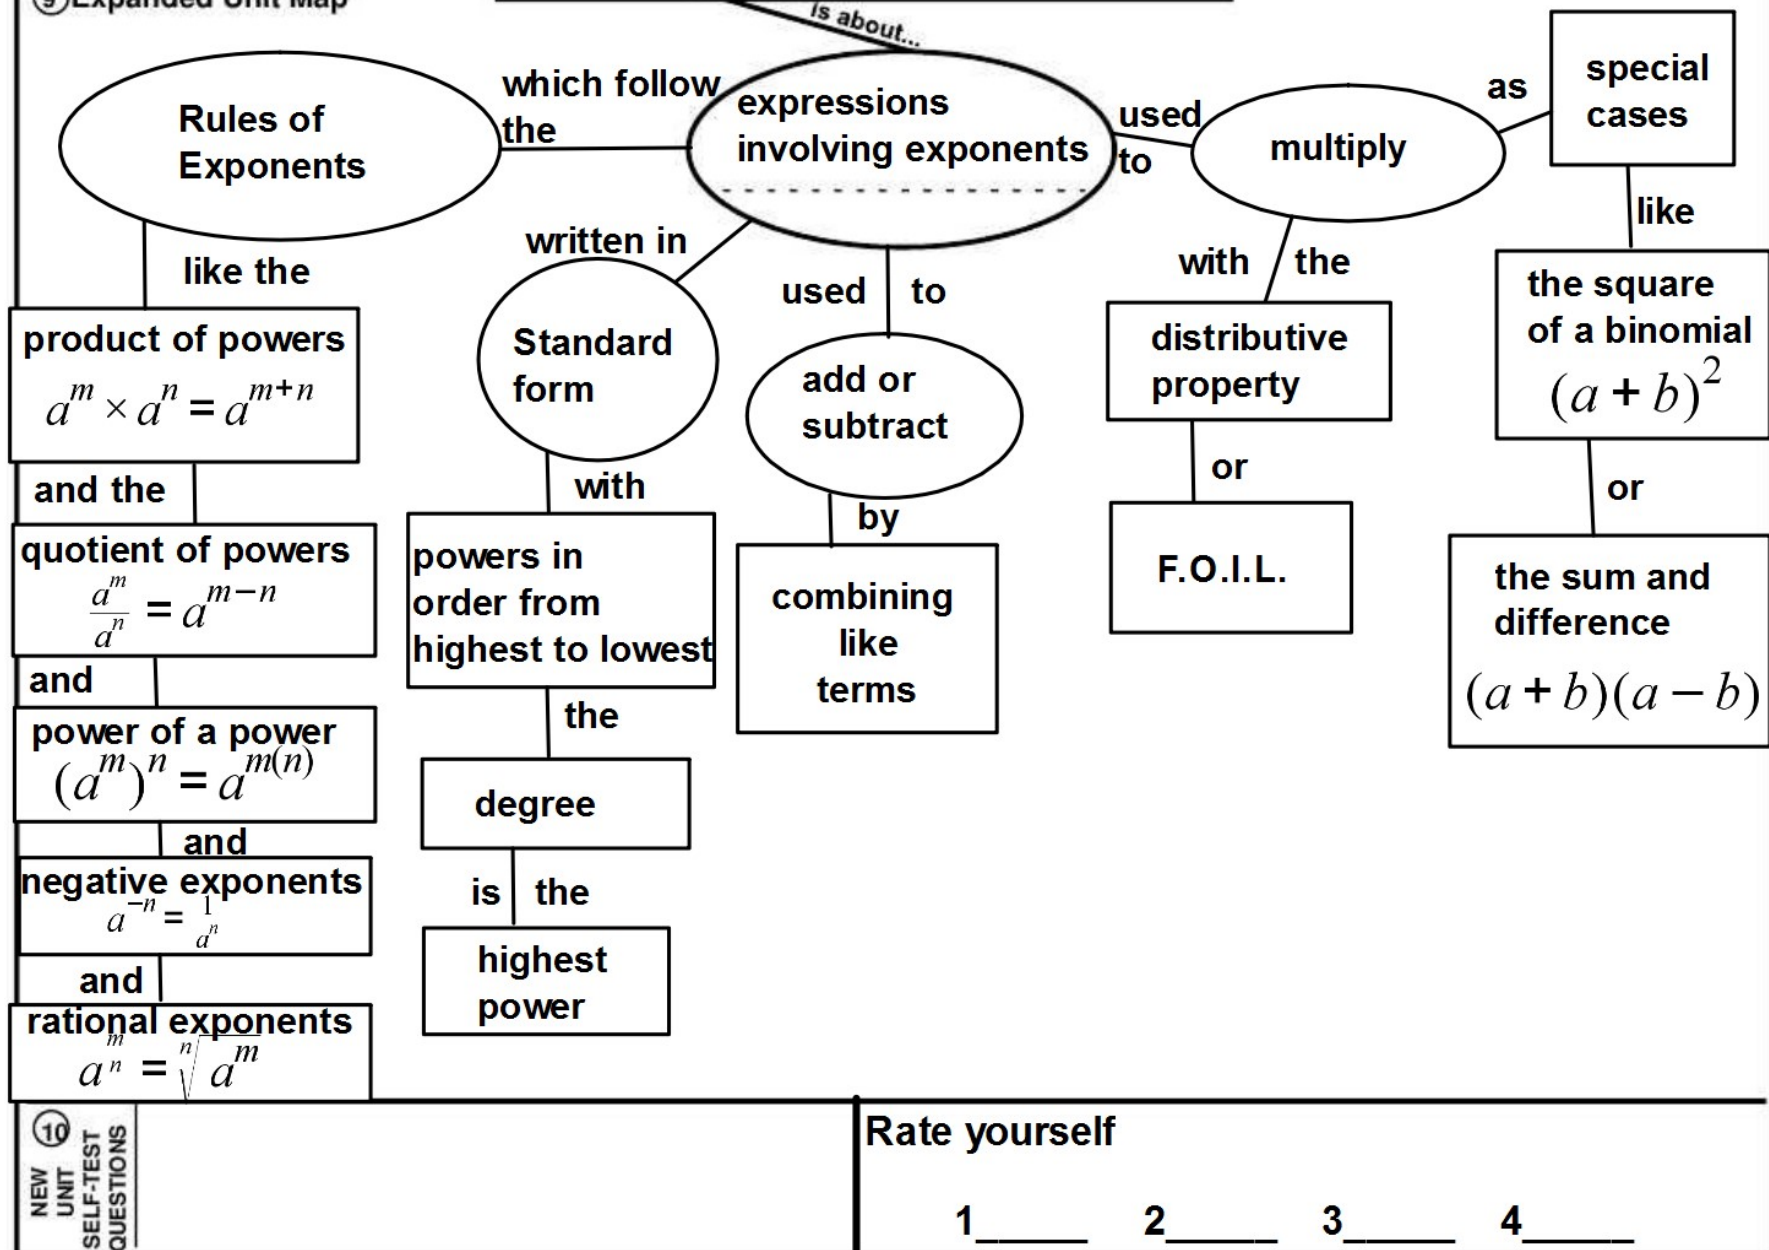 9 Expanded Unit Map
is about...
Rules of
Exponents
which follow
the
expressions
involving exponents
used
to
multiply
as
special
cases
like the
product of powers
a^m × a^n = a^{m+n}
and the
quotient of powers
a^m / a^n = a^{m−n}
and
power of a power
(a^m)^n = a^{m(n)}
and
negative exponents
a^{−n} = 1 / a^n
and
rational exponents
a^{m/n} = ⁿ√a^m
written in
Standard
form
with
powers in
order from
highest to lowest
the
degree
is the
highest
power
used to
add or
subtract
by
combining
like
terms
with the
distributive
property
or
F.O.I.L.
like
the square
of a binomial
(a + b)^2
or
the sum and
difference
(a + b)(a − b)
10
NEW
UNIT
SELF-TEST
QUESTIONS
Rate yourself
1_____ 2_____ 3_____ 4_____